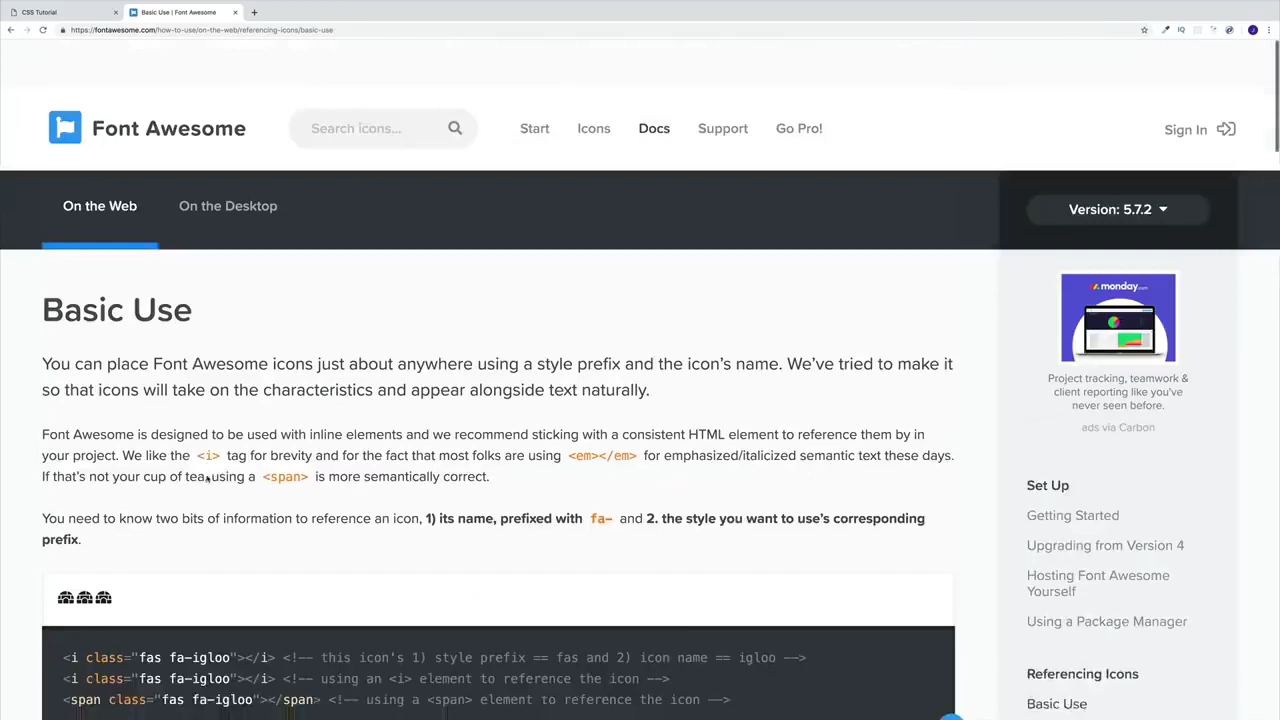 CSS Tutorial
Basic Use | Font Awesome
https://fontawesome.com/how-to-use/on-the-web/referencing-icons/basic-use
Font Awesome
Search icons...
Start
Icons
Docs
Support
Go Pro!
Sign In
On the Web
On the Desktop
Version: 5.7.2
monday.com
Project tracking, teamwork &
client reporting like you've
never seen before.
ads via Carbon
Basic Use
You can place Font Awesome icons just about anywhere using a style prefix and the icon's name. We've tried to make it
so that icons will take on the characteristics and appear alongside text naturally.
Font Awesome is designed to be used with inline elements and we recommend sticking with a consistent HTML element to reference them by in
your project. We like the <i> tag for brevity and for the fact that most folks are using <em></em> for emphasized/italicized semantic text these days.
If that's not your cup of tea, using a <span> is more semantically correct.
You need to know two bits of information to reference an icon, 1) its name, prefixed with fa- and 2. the style you want to use's corresponding
prefix.
<i class="fas fa-igloo"></i> <!-- this icon's 1) style prefix == fas and 2) icon name == igloo -->
<i class="fas fa-igloo"></i> <!-- using an <i> element to reference the icon -->
<span class="fas fa-igloo"></span> <!-- using a <span> element to reference the icon -->
Set Up
Getting Started
Upgrading from Version 4
Hosting Font Awesome
Yourself
Using a Package Manager
Referencing Icons
Basic Use